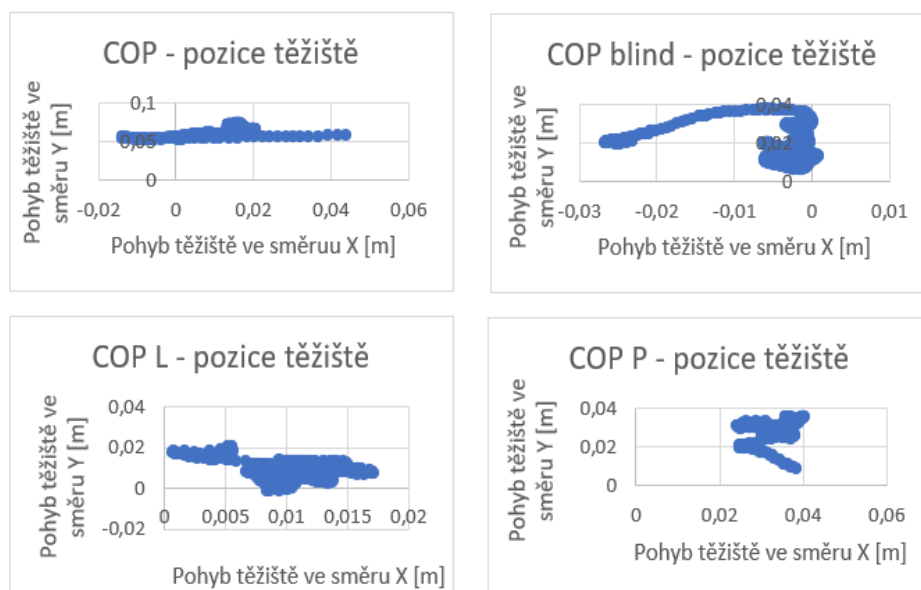 COP - pozice těžiště
Pohyb těžiště ve
směru Y [m]
0,1
0,05
0
-0,02
0
0,02
0,04
0,06
Pohyb těžiště ve směruu X [m]
COP blind - pozice těžiště
Pohyb těžiště ve
směru Y [m]
0,04
0,02
0
-0,03
-0,02
-0,01
0
0,01
Pohyb těžiště ve směru X [m]
COP L - pozice těžiště
Pohyb těžiště ve
směru Y [m]
0,04
0,02
0
-0,02
0
0,005
0,01
0,015
0,02
Pohyb těžiště ve směru X [m]
COP P - pozice těžiště
Pohyb těžiště ve
směru Y [m]
0,04
0,02
0
0
0,02
0,04
0,06
Pohyb těžiště ve směru X [m]